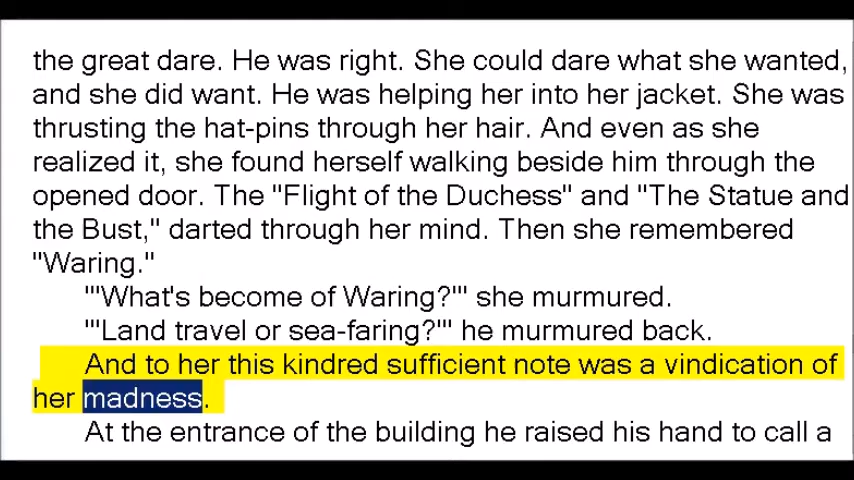 the great dare. He was right. She could dare what she wanted,
and she did want. He was helping her into her jacket. She was
thrusting the hat-pins through her hair. And even as she
realized it, she found herself walking beside him through the
opened door. The "Flight of the Duchess" and "The Statue and
the Bust," darted through her mind. Then she remembered
"Waring."
"'What's become of Waring?'" she murmured.
"'Land travel or sea-faring?'" he murmured back.
And to her this kindred sufficient note was a vindication of
her madness.
At the entrance of the building he raised his hand to call a